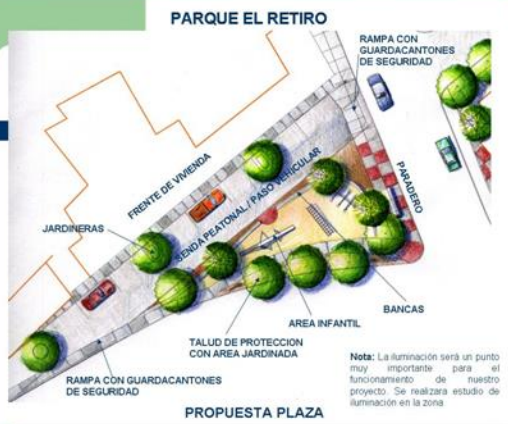 PARQUE EL RETIRO
RAMPA CON
GUARDACANTONES
DE SEGURIDAD
FRENTE DE VIVIENDA
SENDA PEATONAL / PASO VEHICULAR
PARADERO
JARDINERAS
BANCAS
AREA INFANTIL
TALUD DE PROTECCION
CON AREA JARDINADA
RAMPA CON GUARDACANTONES
DE SEGURIDAD
Nota: La iluminación será un punto
muy importante para el
funcionamiento de nuestro
proyecto. Se realizara estudio de
iluminación en la zona
PROPUESTA PLAZA